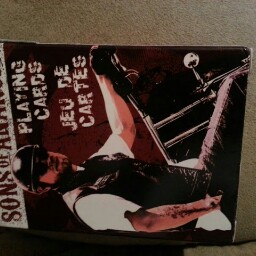 SONS OF ANARCHY
PLAYING
CARDS
JEU DE
CARTES